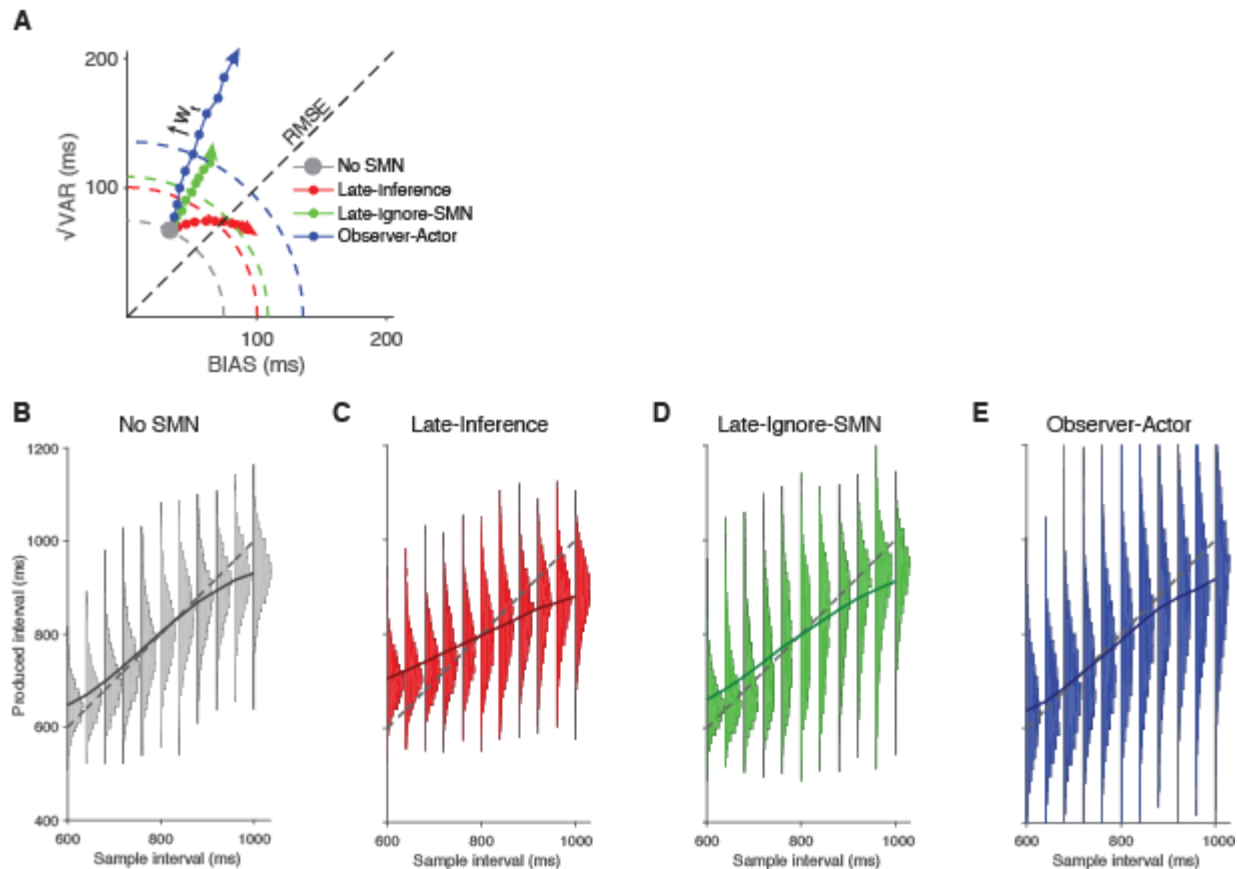 A
200
100
√VAR (ms)
↑Wt
RMSE
No SMN
Late-Inference
Late-Ignore-SMN
Observer-Actor
100
200
BIAS (ms)
B
No SMN
C
Late-Inference
D
Late-Ignore-SMN
E
Observer-Actor
1200
1000
800
600
400
Produced interval (ms)
600
800
1000
Sample interval (ms)
600
800
1000
Sample interval (ms)
600
800
1000
Sample interval (ms)
600
800
1000
Sample interval (ms)